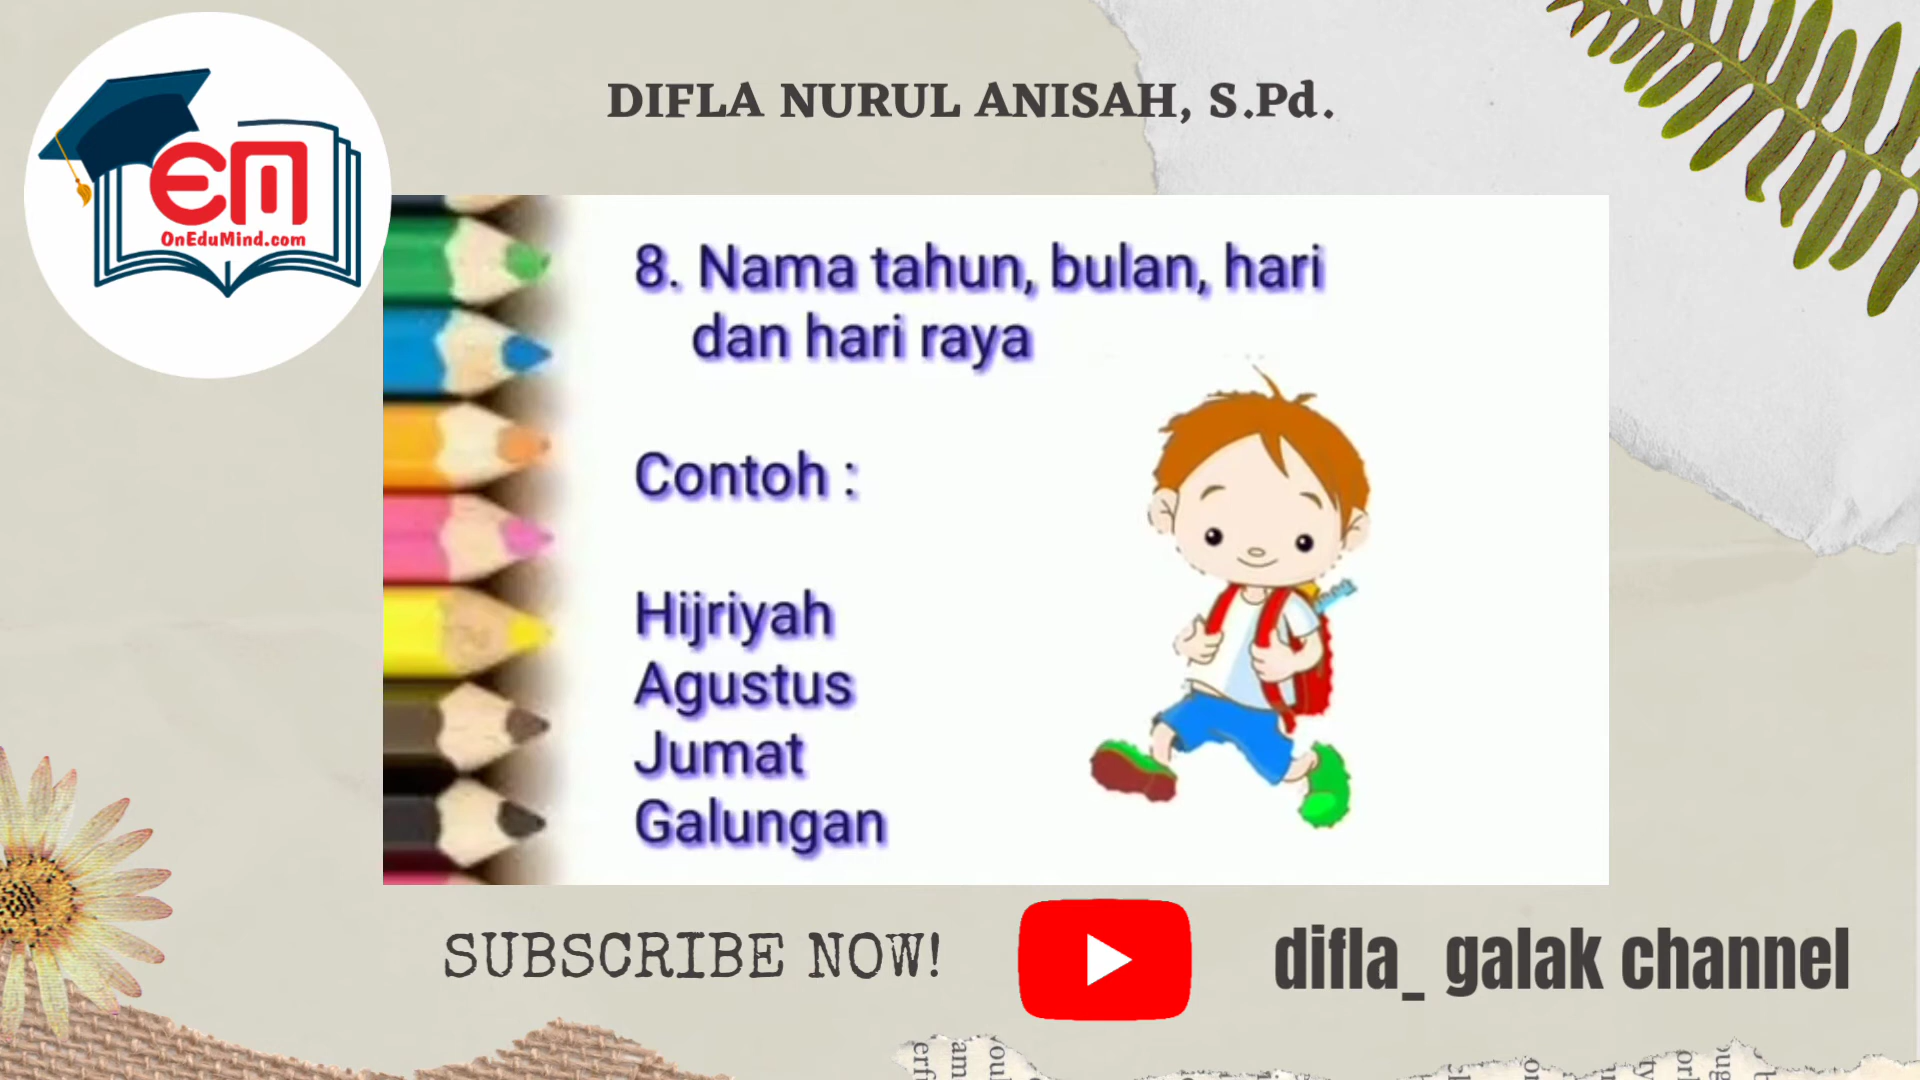 DIFLA NURUL ANISAH, S.Pd.
EM
OnEduMind.com
8. Nama tahun, bulan, hari
dan hari raya
Contoh :
Hijriyah
Agustus
Jumat
Galungan
SUBSCRIBE NOW!
difla_ galak channel